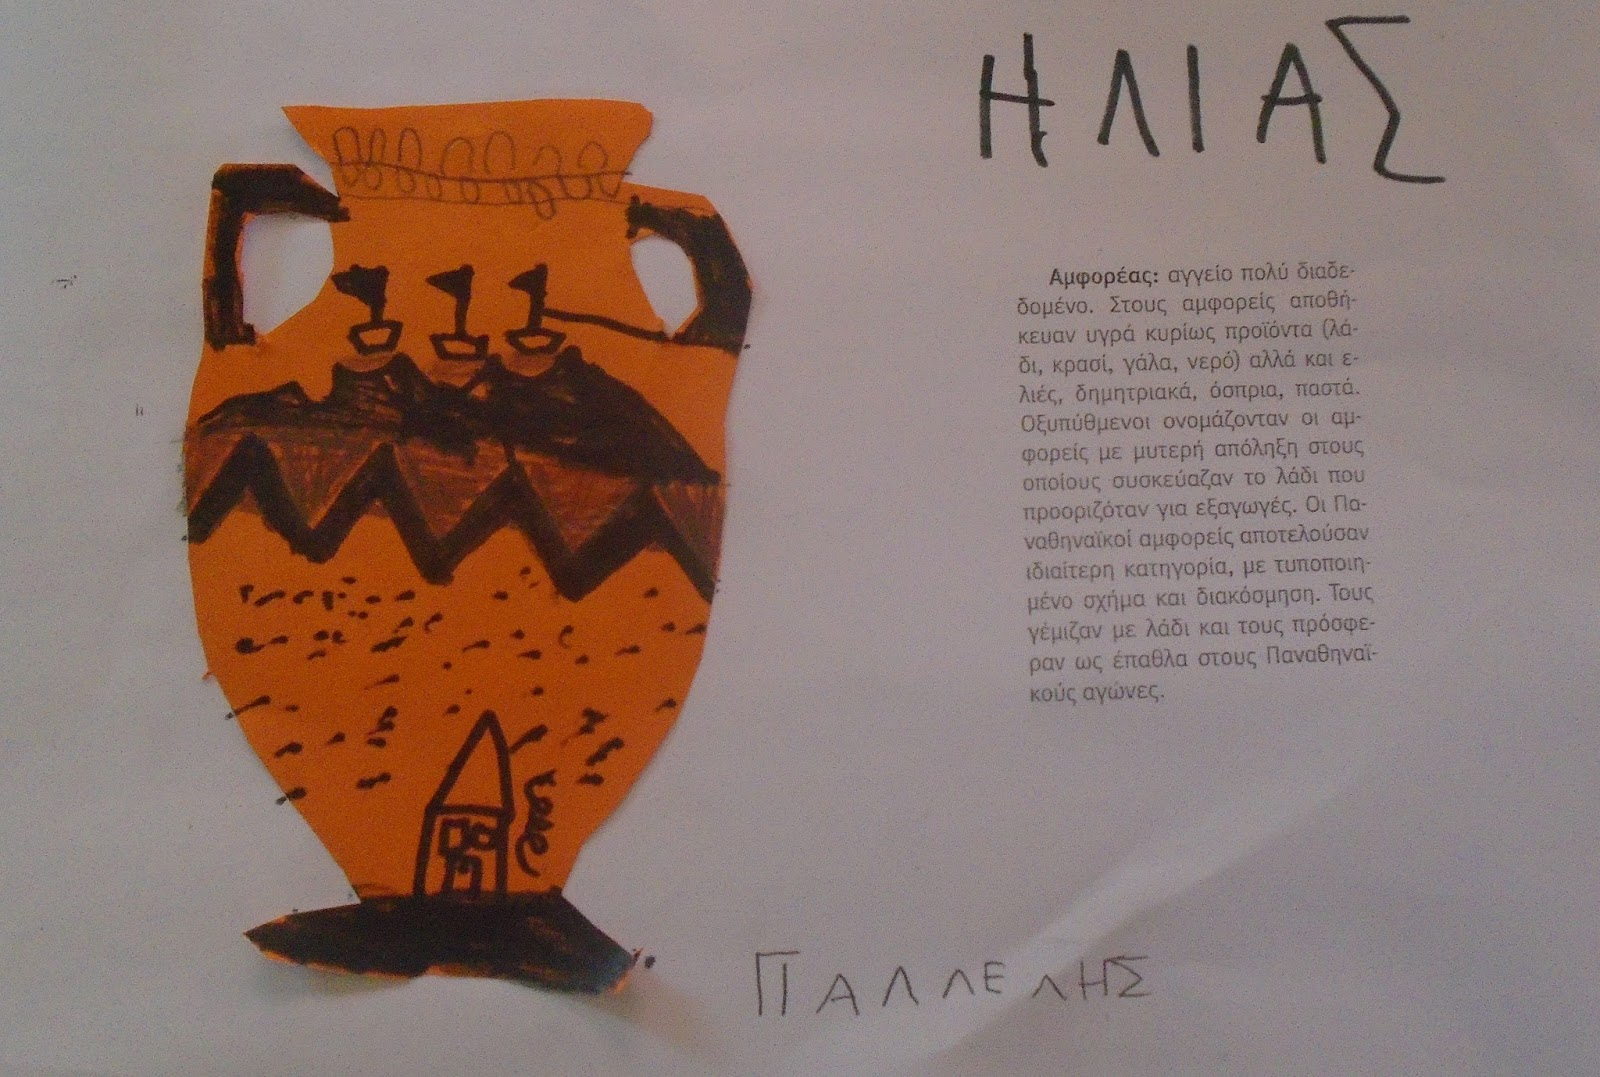 ΗΛΙΑΣ
Αμφορέας: αγγείο πολύ διαδε-
δομένο. Στους αμφορείς αποθή-
κευαν υγρά κυρίως προϊόντα (λά-
δι, κρασί, γάλα, νερό) αλλά και ε-
λιές, δημητριακά, όσπρια, παστά.
Οξυπύθμενοι ονομάζονταν οι αμ-
φορείς με μυτερή απόληξη στους
οποίους συσκεύαζαν το λάδι που
προοριζόταν για εξαγωγές. Οι Πα-
ναθηναϊκοί αμφορείς αποτελούσαν
ιδιαίτερη κατηγορία, με τυποποιη-
μένο σχήμα και διακόσμηση. Τους
γέμιζαν με λάδι και τους πρόσφε-
ραν ως έπαθλα στους Παναθηναϊ-
κούς αγώνες.
ΠΑΛΛΕΛΗΣ